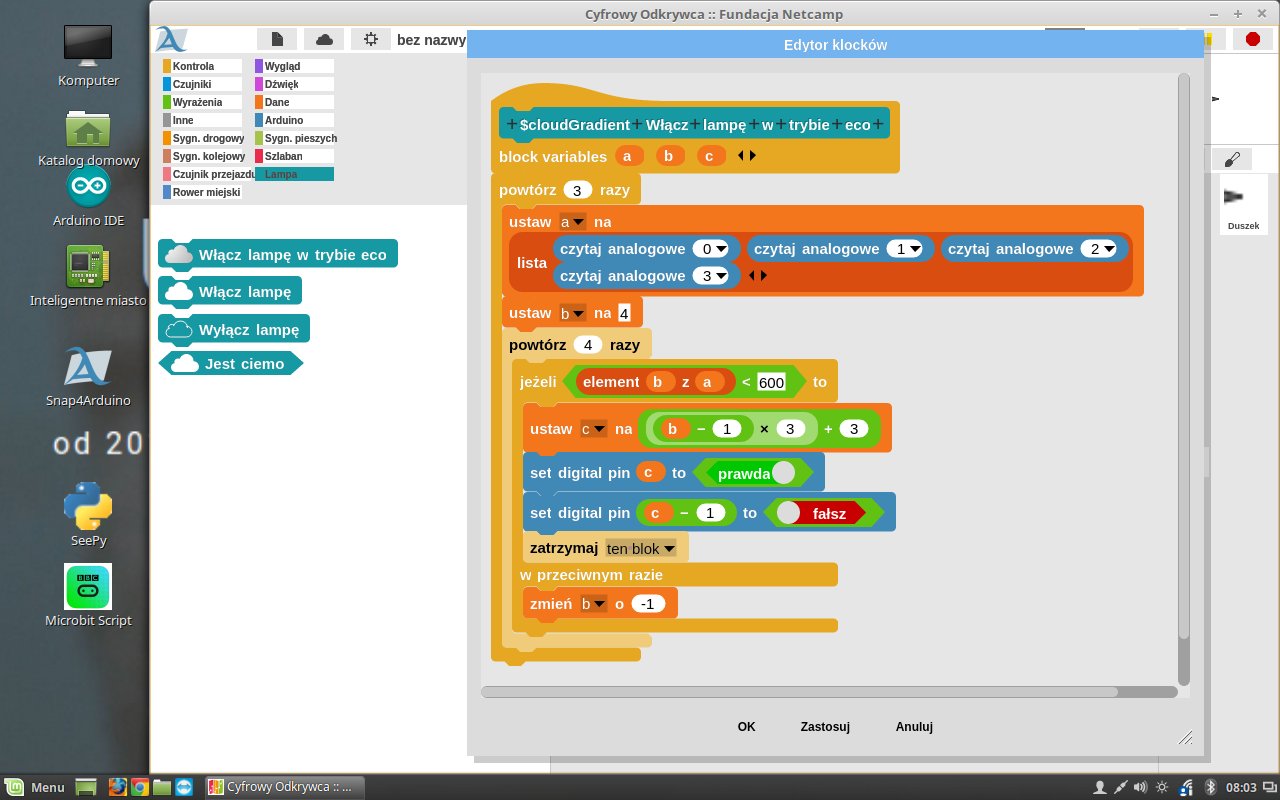 Cyfrowy Odkrywca :: Fundacja Netcamp
Komputer
Katalog domowy
Arduino IDE
Inteligentne miasto
Snap4Arduino
od 20
SeePy
Microbit Script
bez nazwy
Kontrola
Wygląd
Czujniki
Dźwięk
Wyrażenia
Dane
Inne
Arduino
Sygn. drogowy
Sygn. pieszych
Sygn. kolejowy
Szlaban
Czujnik przejazdu
Lampa
Rower miejski
Włącz lampę w trybie eco
Włącz lampę
Wyłącz lampę
Jest ciemo
Edytor klocków
+ $cloudGradient + Włącz + lampę + w + trybie + eco +
block variables a b c
powtórz 3 razy
ustaw a na
lista czytaj analogowe 0 czytaj analogowe 1 czytaj analogowe 2
czytaj analogowe 3
ustaw b na 4
powtórz 4 razy
jeżeli element b z a < 600 to
ustaw c na b − 1 × 3 + 3
set digital pin c to prawda
set digital pin c − 1 to fałsz
zatrzymaj ten blok
w przeciwnym razie
zmień b o -1
OK Zastosuj Anuluj
Duszek
Menu
Cyfrowy Odkrywca :: ...
08:03